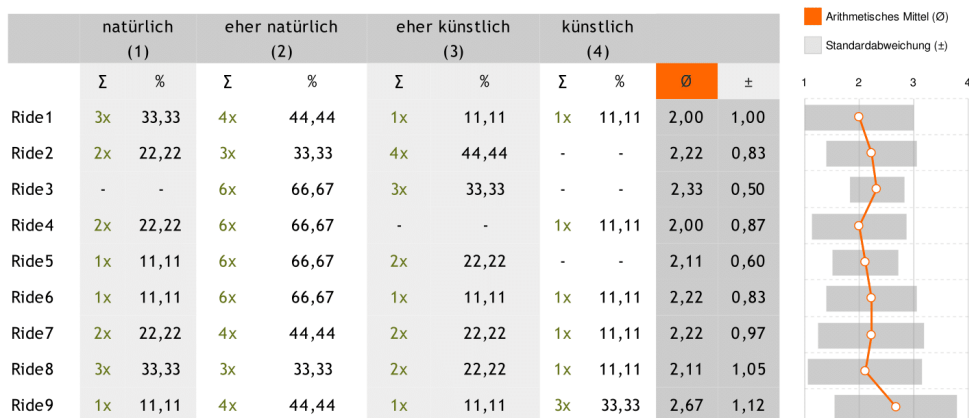 Arithmetisches Mittel (Ø)
Standardabweichung (±)
natürlich eher natürlich eher künstlich künstlich
(1) (2) (3) (4)
Σ % Σ % Σ % Σ % Ø ± 1 2 3 4
Ride1 3x 33,33 4x 44,44 1x 11,11 1x 11,11 2,00 1,00
Ride2 2x 22,22 3x 33,33 4x 44,44 - - 2,22 0,83
Ride3 - - 6x 66,67 3x 33,33 2,33 0,50
Ride4 2x 22,22 6x 66,67 - - 1x 11,11 2,00 0,87
Ride5 1x 11,11 6x 66,67 2x 22,22 - - 2,11 0,60
Ride6 1x 11,11 6x 66,67 1x 11,11 1x 11,11 2,22 0,83
Ride7 2x 22,22 4x 44,44 2x 22,22 1x 11,11 2,22 0,97
Ride8 3x 33,33 3x 33,33 2x 22,22 1x 11,11 2,11 1,05
Ride9 1x 11,11 4x 44,44 1x 11,11 3x 33,33 2,67 1,12